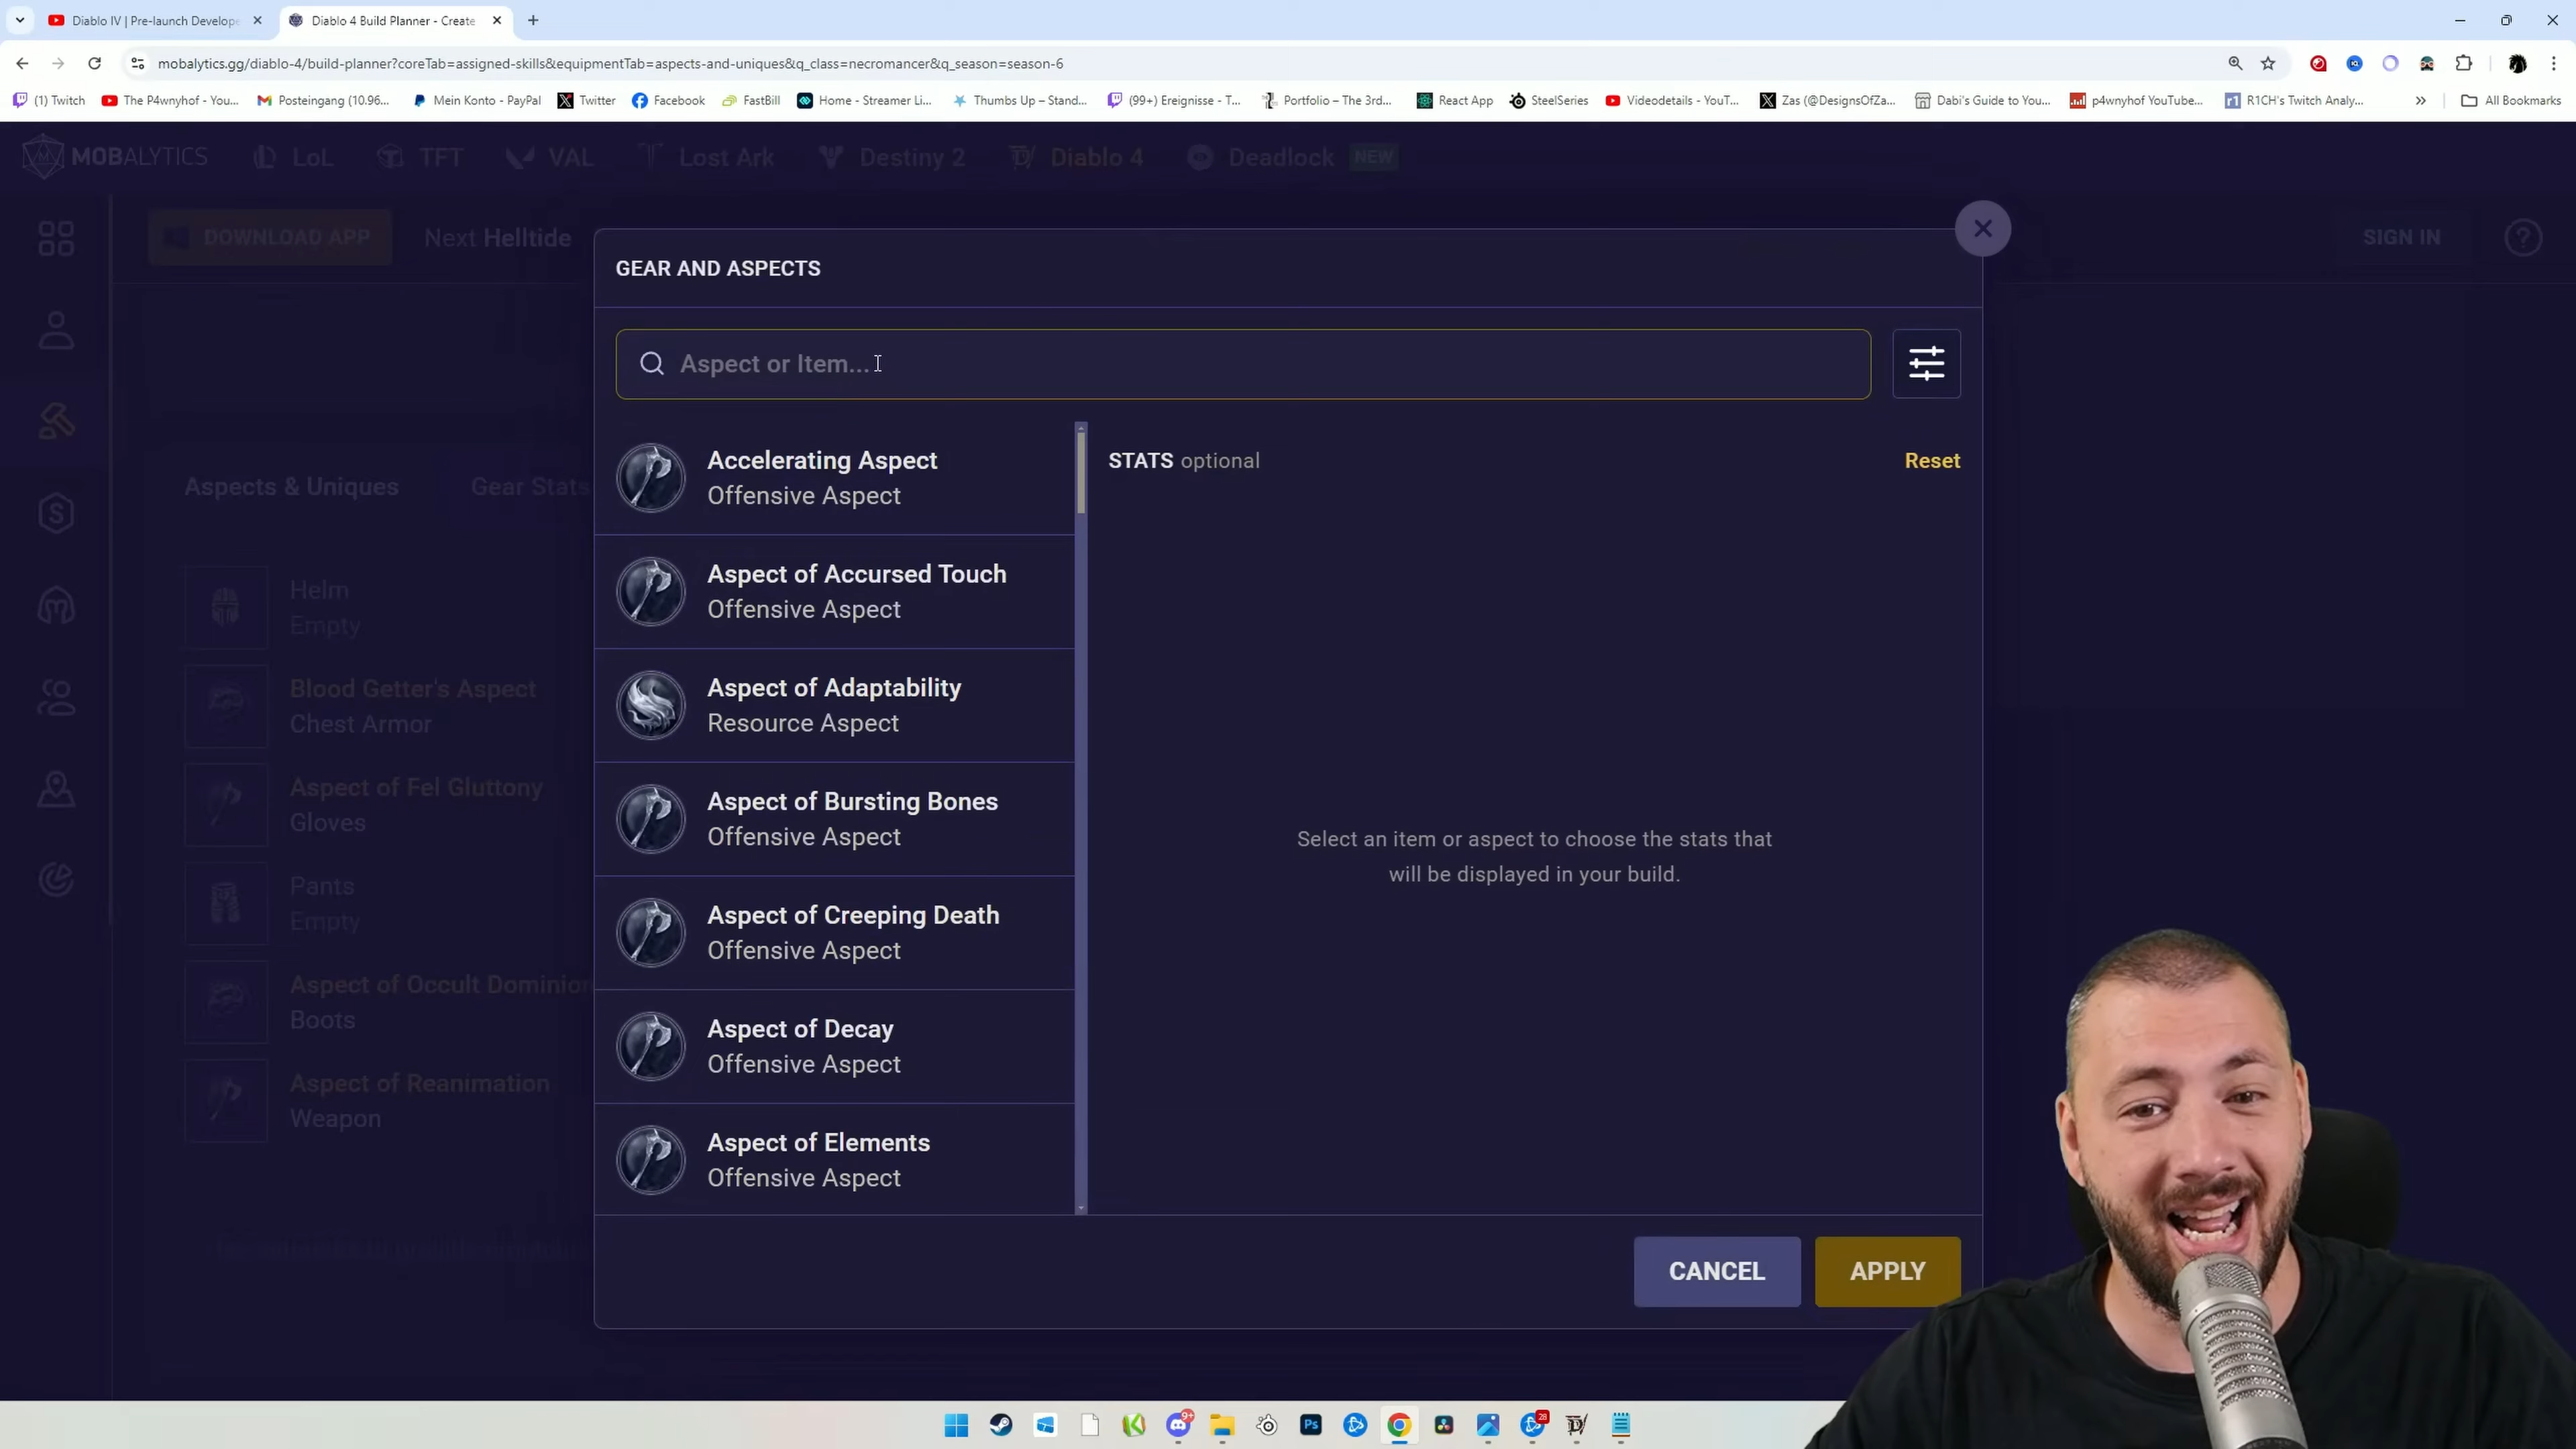 Diablo IV | Pre-launch Develope
Diablo 4 Build Planner - Create
mobalytics.gg/diablo-4/build-planner?coreTab=assigned-skills&equipmentTab=aspects-and-uniques&q_class=necromancer&q_season=season-6
(1) Twitch The P4wnyhof - You... Posteingang (10.96... Mein Konto - PayPal Twitter Facebook FastBill Home - Streamer Li... Thumbs Up – Stand... (99+) Ereignisse - T... Portfolio – The 3rd... React App SteelSeries Videodetails - YouT... Zas (@DesignsOfZa... Dabi's Guide to You... p4wnyhof YouTube... R1CH's Twitch Analy... » All Bookmarks
MOBALYTICS LoL TFT VAL Lost Ark Destiny 2 Diablo 4 Deadlock NEW
DOWNLOAD APP Next Helltide SIGN IN
GEAR AND ASPECTS
Aspect or Item...
Aspects & Uniques Gear Stats
Helm
Empty
Blood Getter's Aspect
Chest Armor
Aspect of Fel Gluttony
Gloves
Pants
Empty
Aspect of Occult Dominion
Boots
Aspect of Reanimation
Weapon
Accelerating Aspect
Offensive Aspect
Aspect of Accursed Touch
Offensive Aspect
Aspect of Adaptability
Resource Aspect
Aspect of Bursting Bones
Offensive Aspect
Aspect of Creeping Death
Offensive Aspect
Aspect of Decay
Offensive Aspect
Aspect of Elements
Offensive Aspect
STATS optional
Reset
Select an item or aspect to choose the stats that
will be displayed in your build.
CANCEL
APPLY
9+
Ps
28